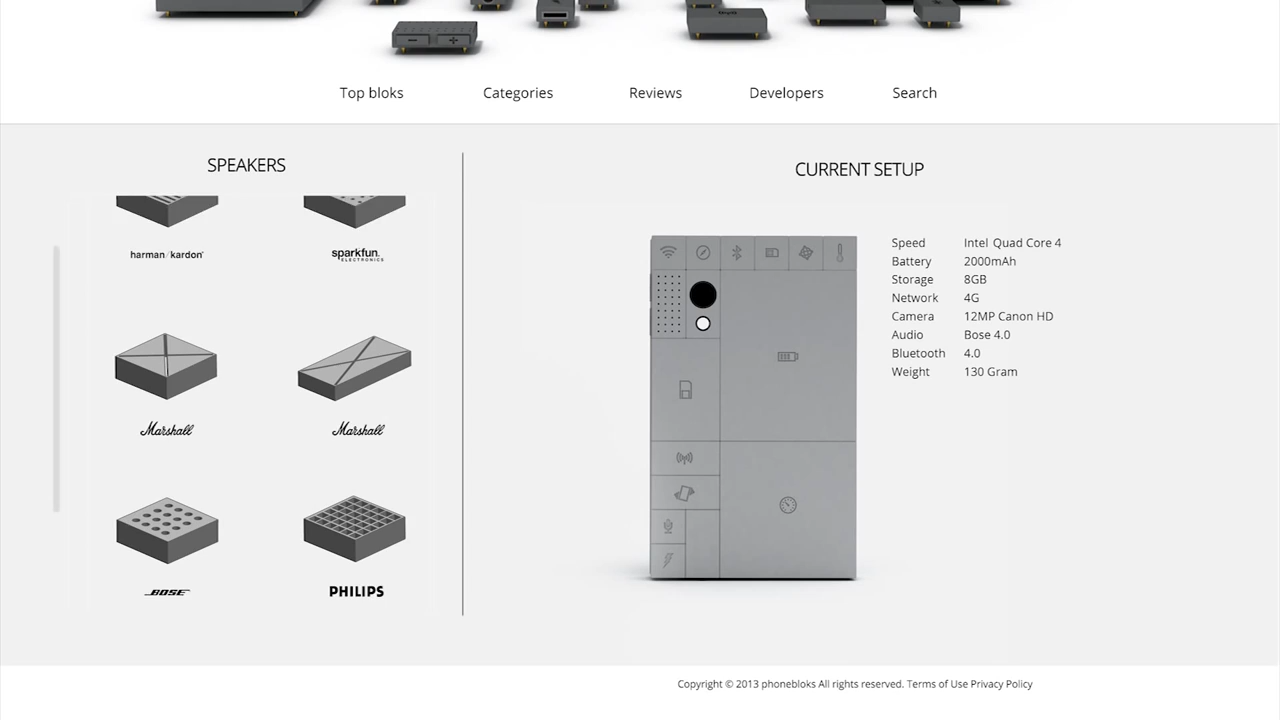 Top bloks
Categories
Reviews
Developers
Search
SPEAKERS
harman / kardon
sparkfun.
ELECTRONICS
Marshall
Marshall
BOSE
PHILIPS
CURRENT SETUP
Speed Intel Quad Core 4
Battery 2000mAh
Storage 8GB
Network 4G
Camera 12MP Canon HD
Audio Bose 4.0
Bluetooth 4.0
Weight 130 Gram
Copyright © 2013 phonebloks All rights reserved. Terms of Use Privacy Policy